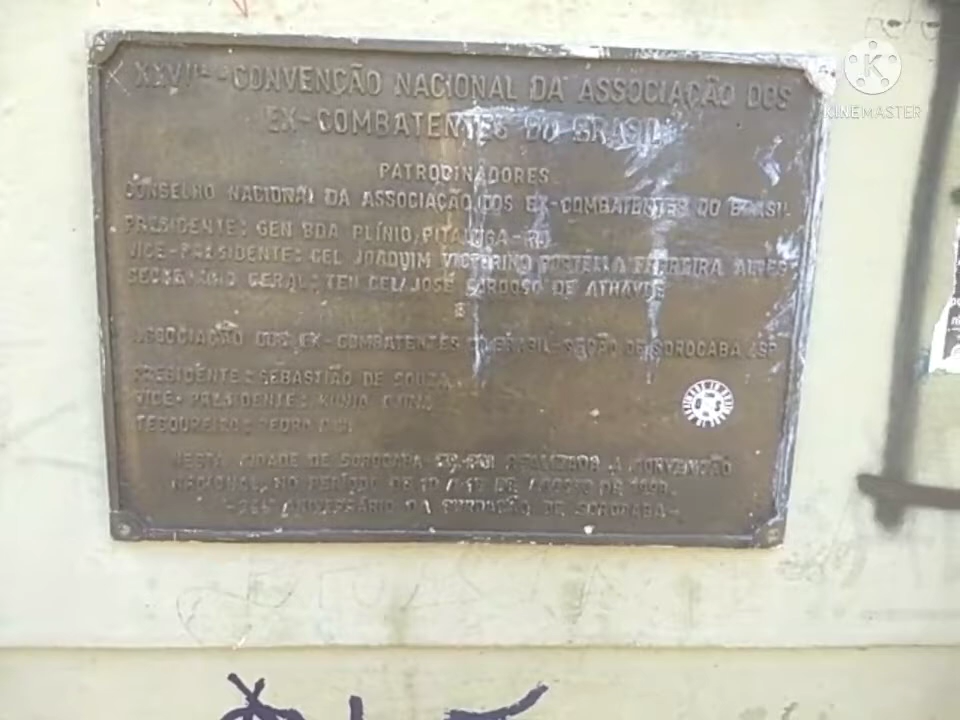 CONVENÇÃO NACIONAL DA ASSOCIAÇÃO DOS
EX-COMBATENTES DO BRASIL
PATROCINADORES
CONSELHO NACIONAL DA ASSOCIAÇÃO DOS EX-COMBATENTES DO BRASIL
PRESIDENTE: GEN BDA PLÍNIO PITALUGA-RJ
VICE-PRESIDENTE: CEL JOAQUIM VICTORINO PORTELLA FERREIRA ALVES
SECRETÁRIO GERAL: TEN CEL JOSÉ CARDOSO DE
E
ASSOCIAÇÃO DOS EX-COMBATENTES DO BRASIL-SEÇÃO DE SOROCABA (SP)
PRESIDENTE: SEBASTIÃO DE SOUZA
VICE-PRESIDENTE:
TESOUREIRO: PEDRO
NESTA CIDADE DE SOROCABA SP, FOI REALIZADA A CONVENÇÃO
NACIONAL, NO PERÍODO DE DE AGOSTO DE
ANIVERSÁRIO DA FUNDAÇÃO DE SOROCABA-
KINEMASTER